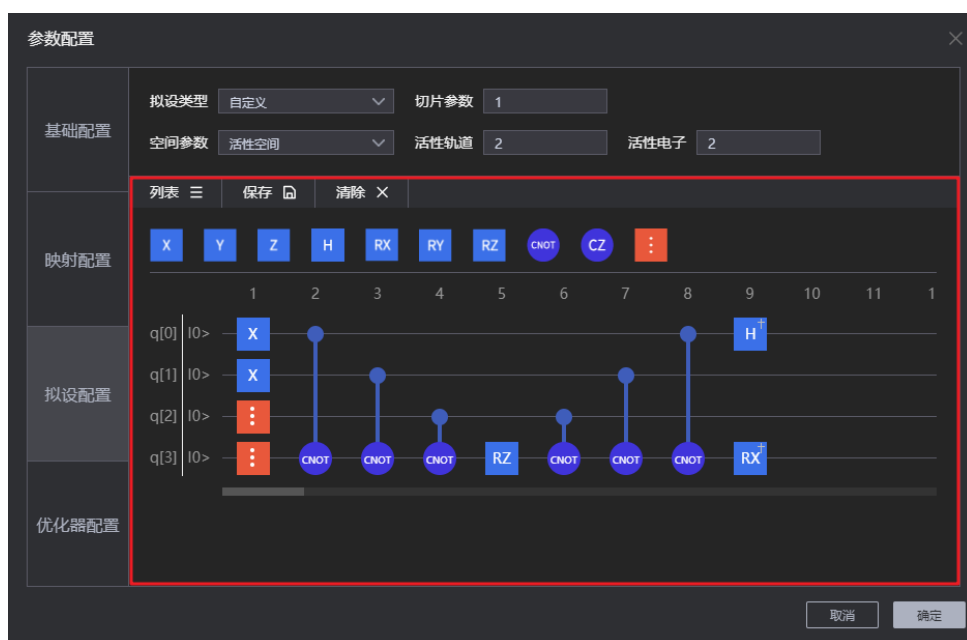 参数配置
基础配置
映射配置
拟设配置
优化器配置
拟设类型 自定义 切片参数 1
空间参数 活性空间 活性轨道 2 活性电子 2
列表 保存 清除
X Y Z H RX RY RZ CNOT CZ
1 2 3 4 5 6 7 8 9 10 11 1
q[0] |0> X H†
q[1] |0> X
q[2] |0>
q[3] |0> CNOT CNOT CNOT RZ CNOT CNOT CNOT RX†
取消 确定